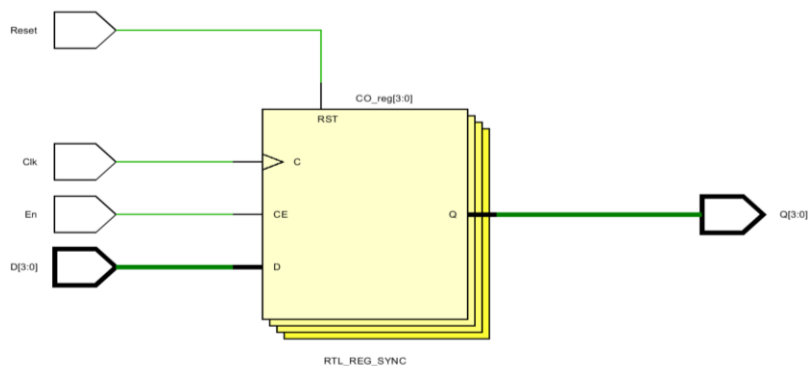 Reset
CO_reg[3:0]
RST
Clk
C
En
CE
Q
Q[3:0]
D[3:0]
D
RTL_REG_SYNC